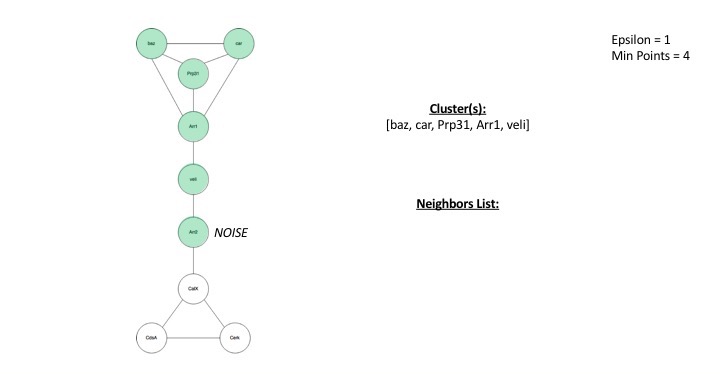 Epsilon = 1
Min Points = 4
baz
car
Prp31
Cluster(s):
[baz, car, Prp31, Arr1, veli]
Arr1
veli
Neighbors List:
Arr2
NOISE
CalX
CdsA
Cerk